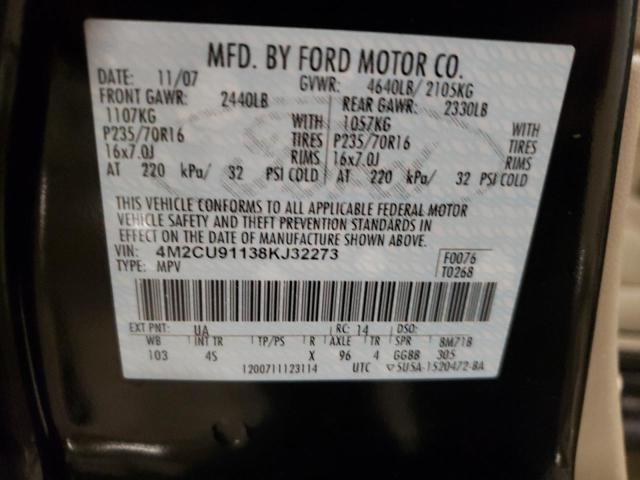 MFD. BY FORD MOTOR CO.
DATE: 11/07 GVWR: 4640LB/ 2105KG
FRONT GAWR: 2440LB REAR GAWR: 2330LB
1107KG WITH 1057KG WITH
P235/70R16 TIRES P235/70R16 TIRES
16x7.0J RIMS 16x7.0J RIMS
AT 220 kPa/ 32 PSI COLD AT 220 kPa/ 32 PSI COLD
THIS VEHICLE CONFORMS TO ALL APPLICABLE FEDERAL MOTOR
VEHICLE SAFETY AND THEFT PREVENTION STANDARDS IN
EFFECT ON THE DATE OF MANUFACTURE SHOWN ABOVE.
VIN: 4M2CU91138KJ32273 F0076
TYPE: MPV T0268
EXT PNT: UA RC: 14 DSO:
WB INT TR TP/PS R AXLE TR SPR 8M71B
103 4S X 96 4 GGBB 305
1200711123114 UTC ▽5U5A-1520472-BA